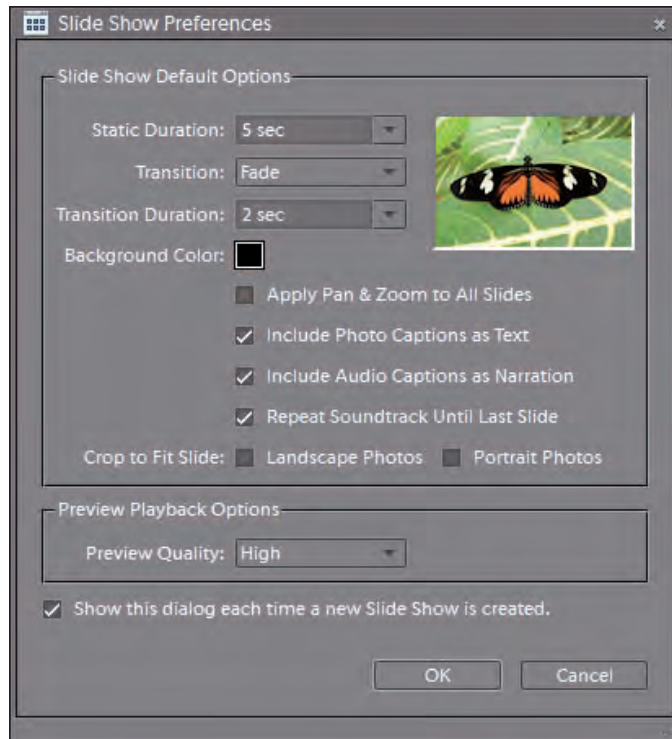 Slide Show Preferences
Slide Show Default Options
Static Duration: 5 sec
Transition: Fade
Transition Duration: 2 sec
Background Color:
Apply Pan & Zoom to All Slides
Include Photo Captions as Text
Include Audio Captions as Narration
Repeat Soundtrack Until Last Slide
Crop to Fit Slide: Landscape Photos Portrait Photos
Preview Playback Options
Preview Quality: High
Show this dialog each time a new Slide Show is created.
OK Cancel